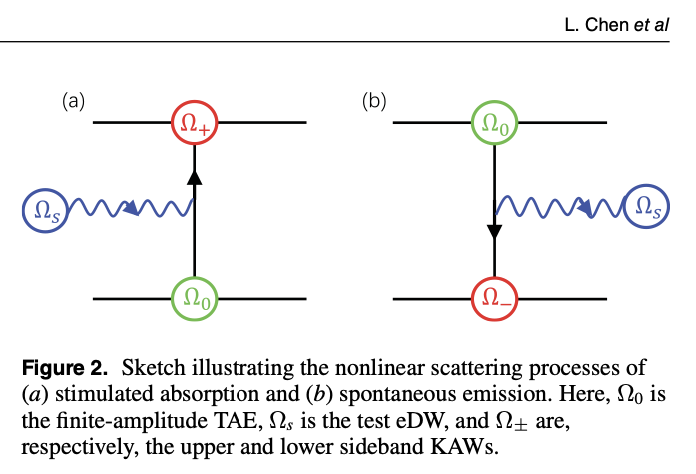 L. Chen et al
(a)
(b)
Ω₊
Ω₀
Ωₛ
Ωₛ
Ω₀
Ω₋
Figure 2. Sketch illustrating the nonlinear scattering processes of
(a) stimulated absorption and (b) spontaneous emission. Here, Ω₀ is
the finite-amplitude TAE, Ωₛ is the test eDW, and Ω± are,
respectively, the upper and lower sideband KAWs.